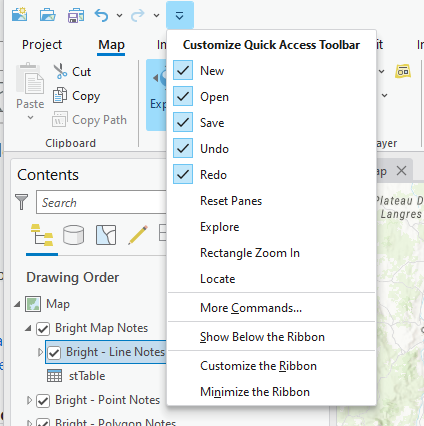 Project Map In
Customize Quick Access Toolbar
New
Open
Save
Undo
Redo
Reset Panes
Explore
Rectangle Zoom In
Locate
More Commands...
Show Below the Ribbon
Customize the Ribbon
Minimize the Ribbon
Paste
Cut
Copy
Copy Path
Clipboard
Exp
ayer
Contents
Search
Drawing Order
Map
Bright Map Notes
Bright - Line Notes
stTable
Bright - Point Notes
Bright - Polygon Notes
ap
Plateau D
Langres